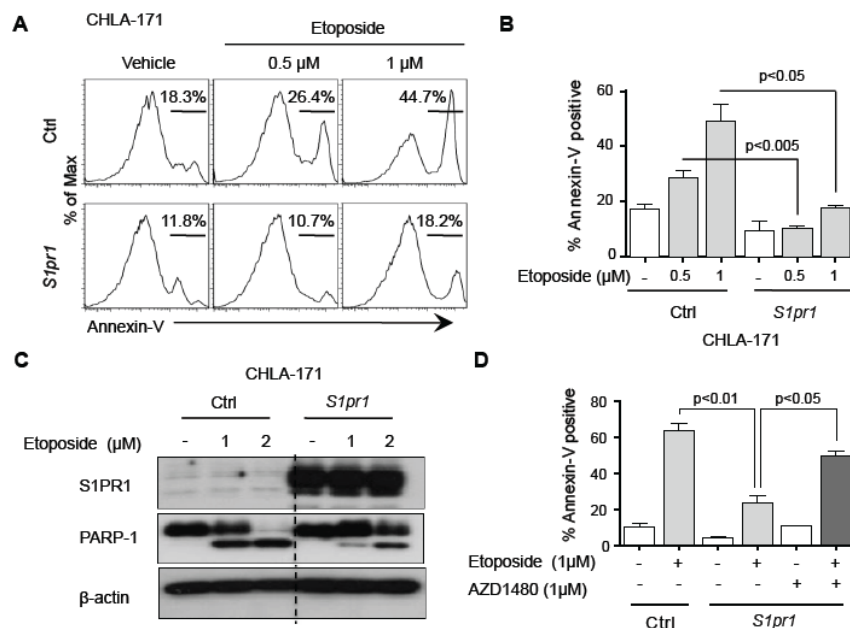 A
CHLA-171
Etoposide
Vehicle
0.5 μM
1 μM
Ctrl
18.3%
26.4%
44.7%
% of Max
S1pr1
11.8%
10.7%
18.2%
Annexin-V
B
% Annexin-V positive
60
40
20
0
p<0.05
p<0.005
Etoposide (μM)
- 0.5 1 - 0.5 1
Ctrl S1pr1
CHLA-171
C
CHLA-171
Ctrl S1pr1
Etoposide (μM) - 1 2 - 1 2
S1PR1
PARP-1
β-actin
D
% Annexin-V positive
80
60
40
20
0
p<0.01 p<0.05
Etoposide (1μM) - + - + - +
AZD1480 (1μM) - - - - + +
Ctrl S1pr1